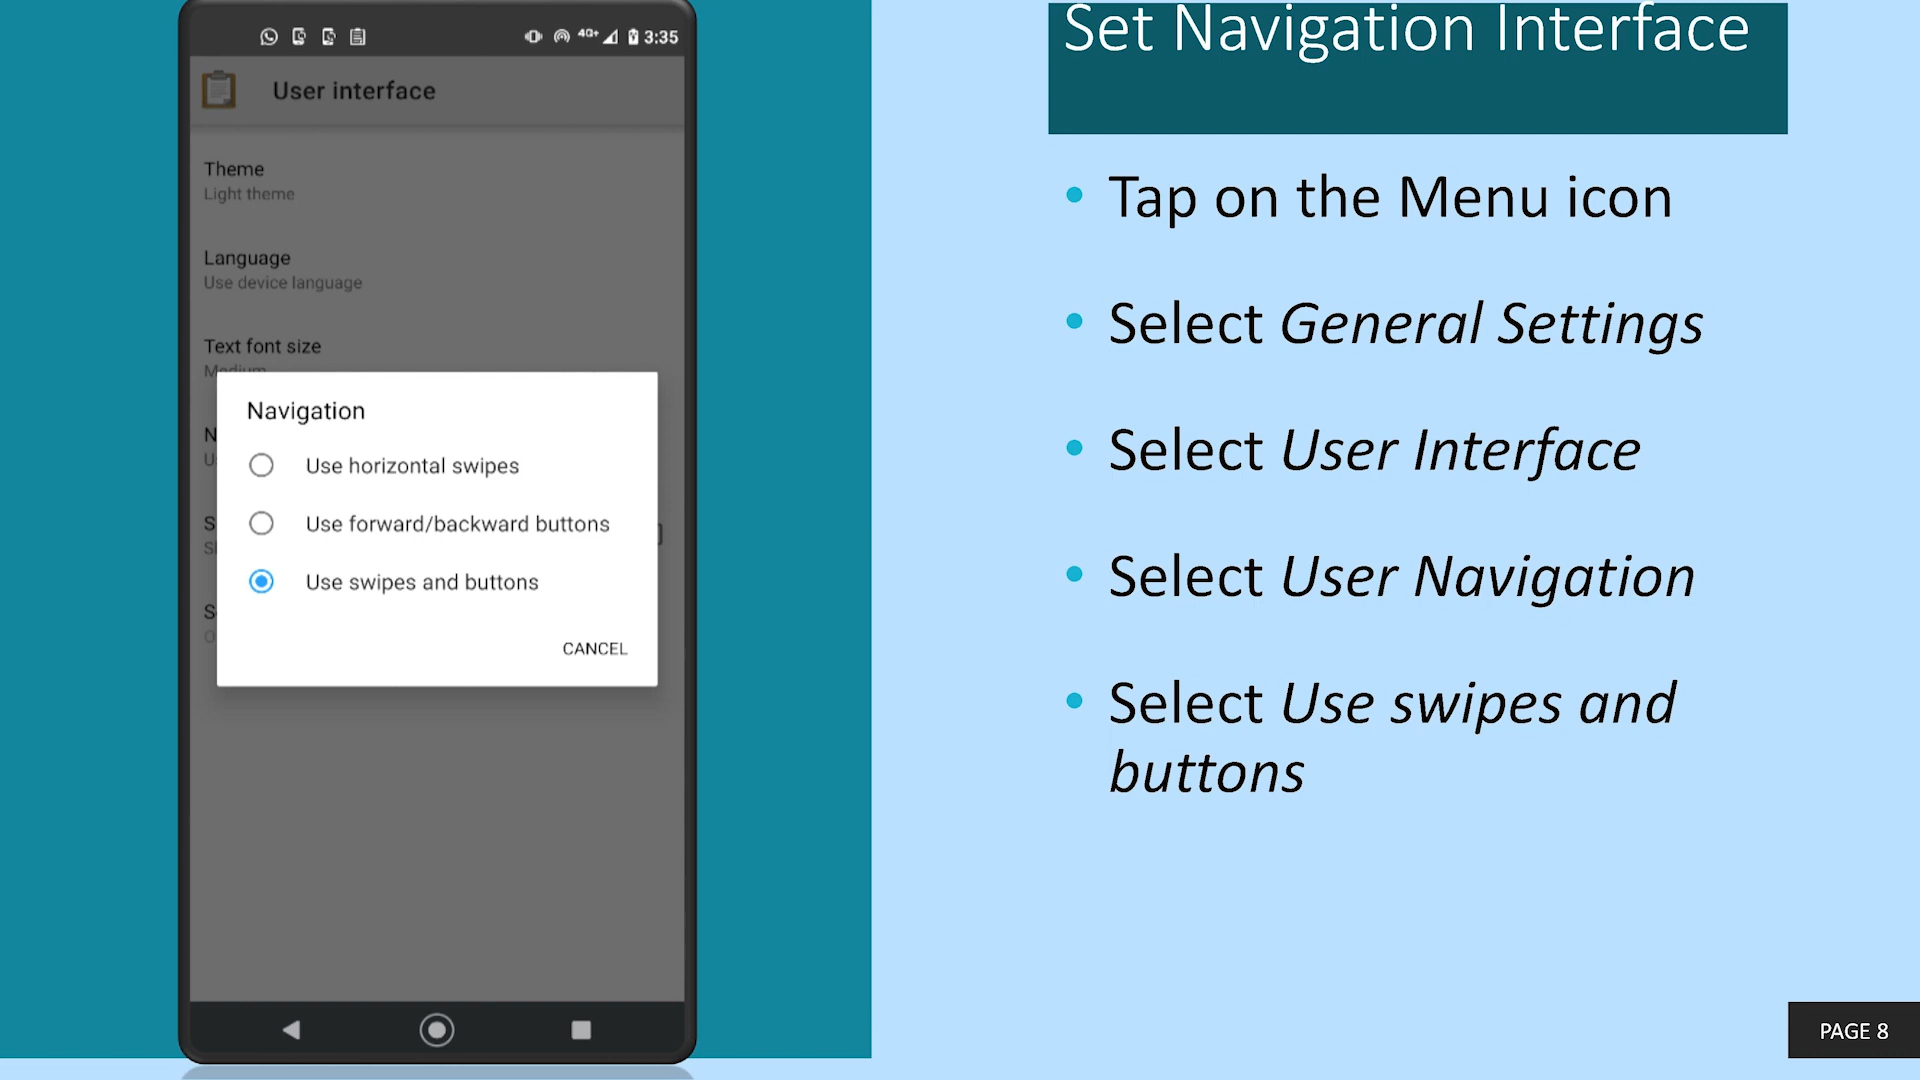 4G+ 3:35
User interface
Theme
Light theme
Language
Use device language
Text font size
Medium
Navigation
Use horizontal swipes
Use forward/backward buttons
Use swipes and buttons
CANCEL
Set Navigation Interface
• Tap on the Menu icon
• Select General Settings
• Select User Interface
• Select User Navigation
• Select Use swipes and
buttons
PAGE 8